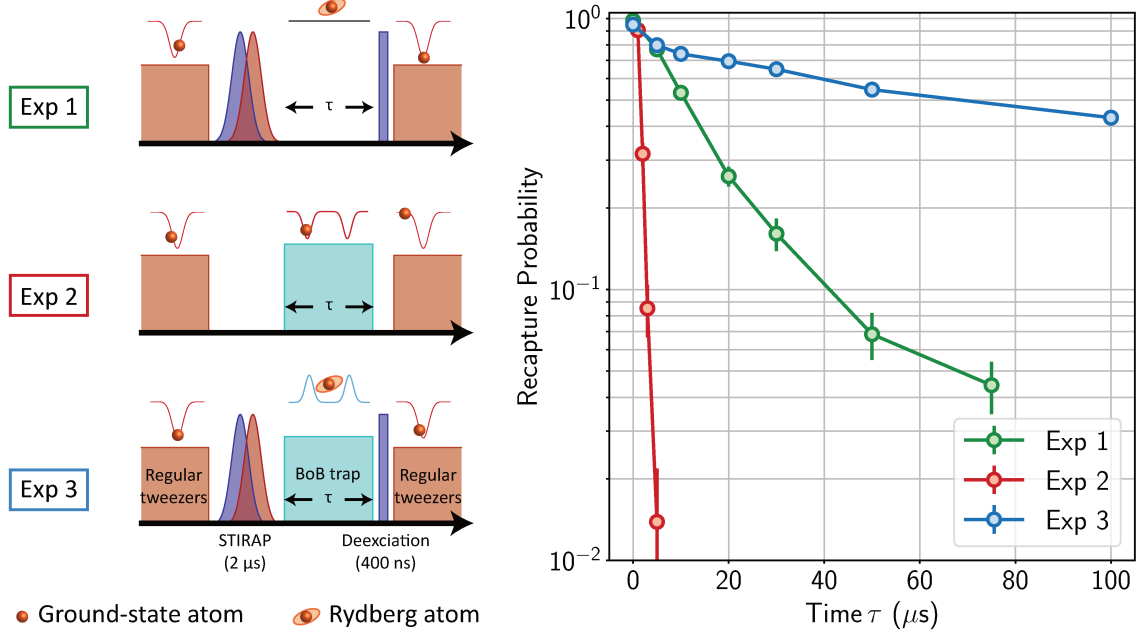 Exp 1
τ
Exp 2
τ
Exp 3
Regular
tweezers
BoB trap
τ
Regular
tweezers
STIRAP
(2 µs)
Deexciation
(400 ns)
Ground-state atom
Rydberg atom
Recapture Probability
10⁰
10⁻¹
10⁻²
0
20
40
60
80
100
Time τ (µs)
Exp 1
Exp 2
Exp 3